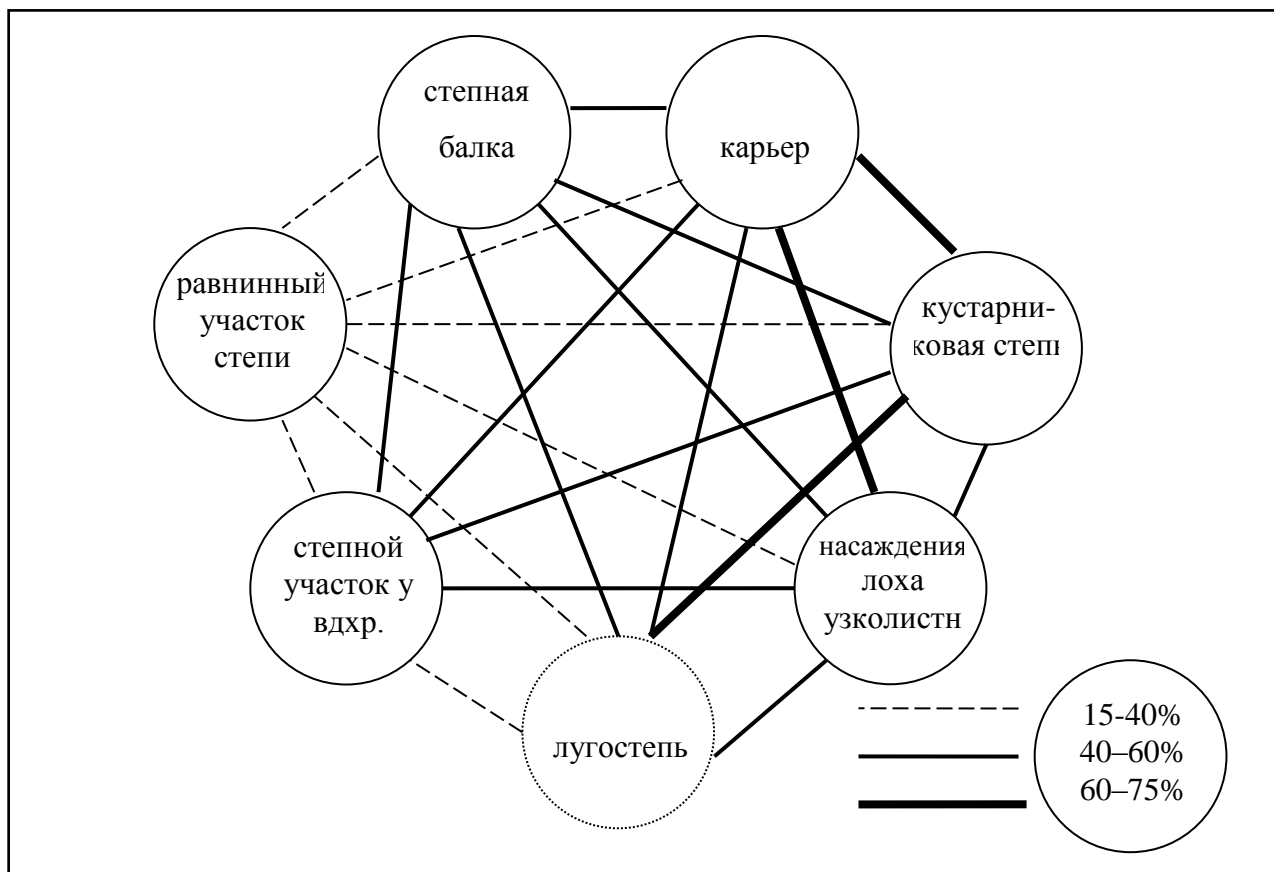 степная
балка
карьер
равнинный
участок
степи
кустарни-
ковая степ
степной
участок у
вдхр.
насаждения
лоха
узколистн
лугостепь
15-40%
40–60%
60–75%